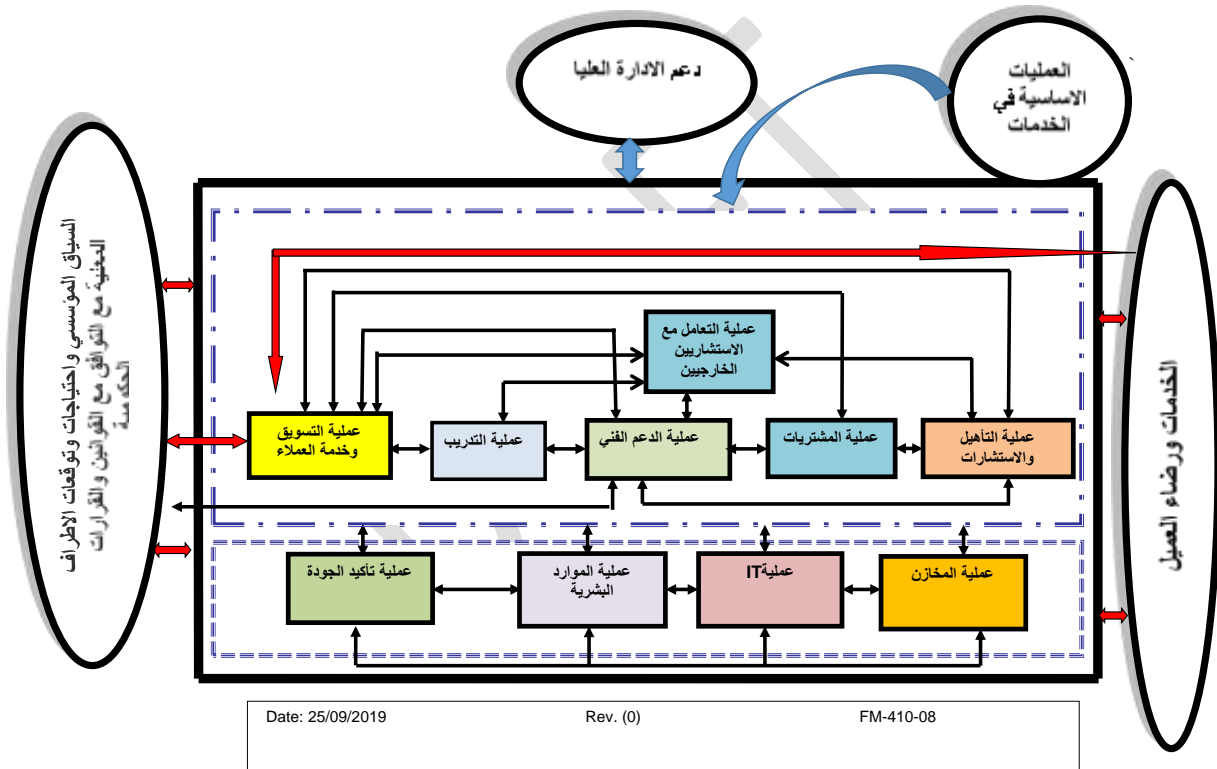 دعم الادارة العليا
العمليات
الاساسية في
الخدمات
السياق المؤسسي واحتياجات وتوقعات الاطراف
المعنية مع التوافق مع القوانين والقرارات
الحكومية
الخدمات ورضاء العميل
عملية التعامل مع
الاستشاريين
الخارجيين
عملية التأهيل
والاستشارات
عملية المشتريات
عملية الدعم الفني
عملية التدريب
عملية التسويق
وخدمة العملاء
عملية المخازن
عمليةIT
عملية الموارد
البشرية
عملية تأكيد الجودة
Date: 25/09/2019 Rev. (0) FM-410-08